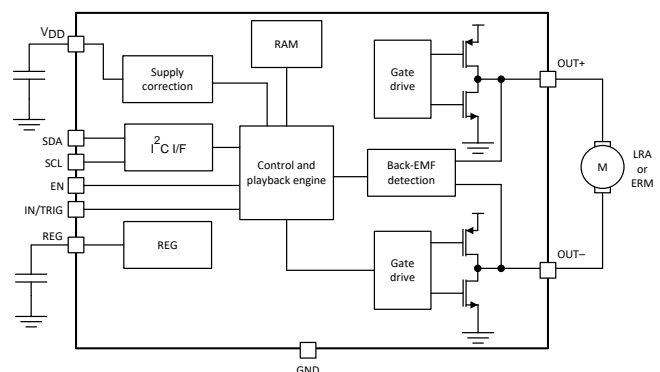 VDD
Supply
correction
RAM
Gate
drive
OUT+
SDA
SCL
I2C I/F
EN
IN/TRIG
Control and
playback engine
Back-EMF
detection
M
LRA
or
ERM
REG
REG
Gate
drive
OUT–
GND